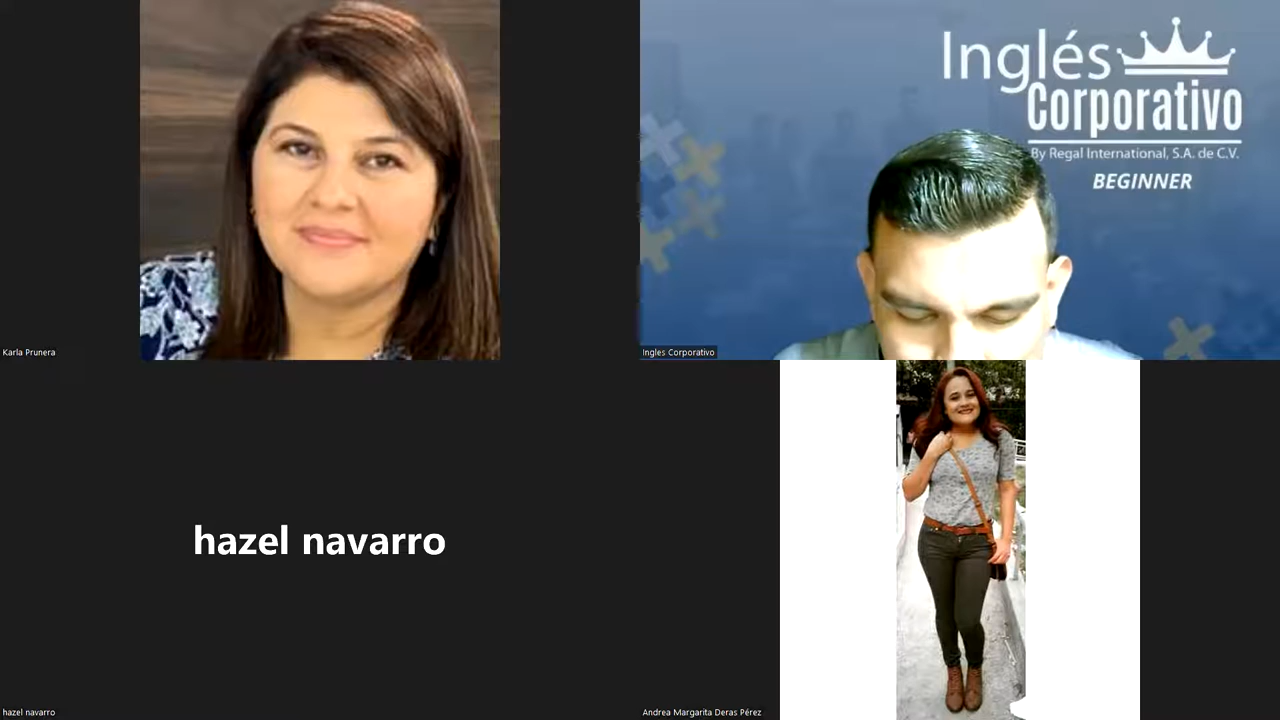 Inglés
Corporativo
By Regal International, S.A. de C.V.
BEGINNER
Karla Prunera
Ingles Corporativo
hazel navarro
hazel navarro
Andrea Margarita Deras Pérez